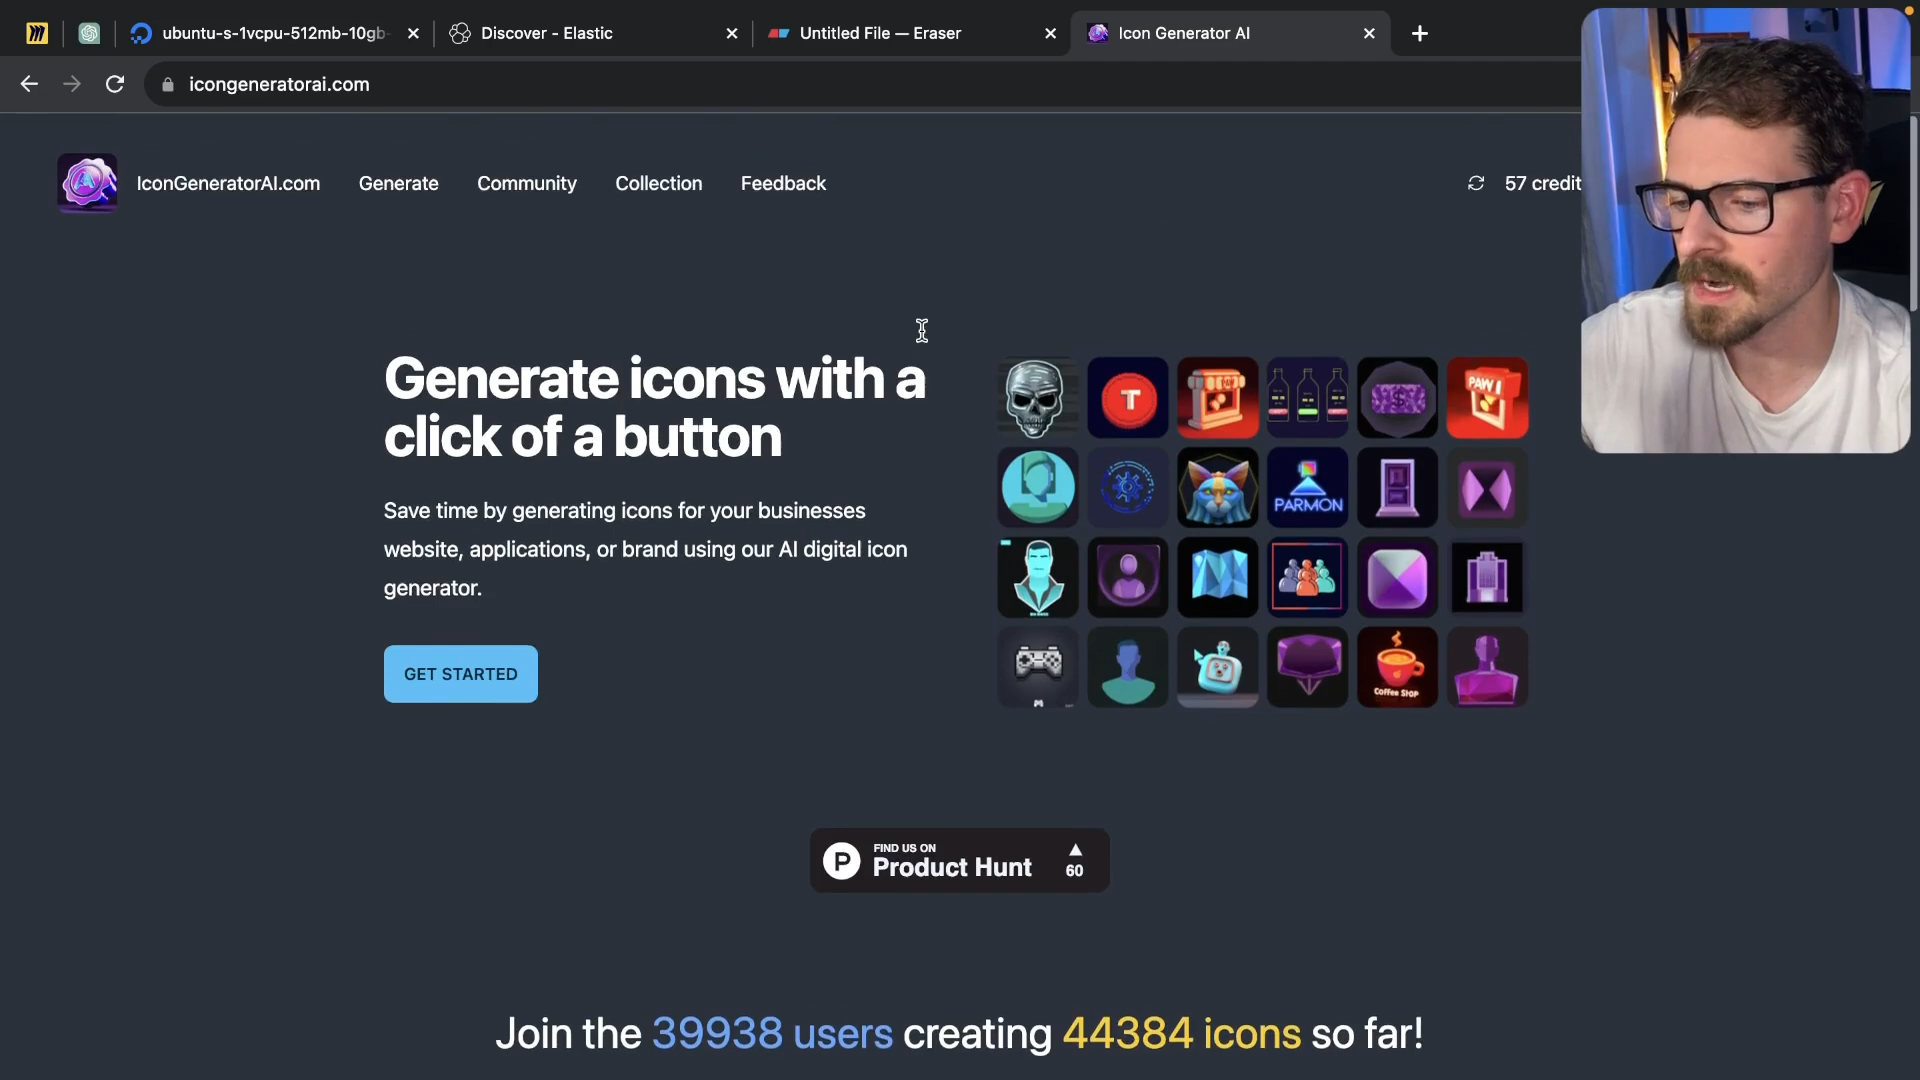 ubuntu-s-1vcpu-512mb-10gb-
Discover - Elastic
Untitled File — Eraser
Icon Generator AI
icongeneratorai.com
IconGeneratorAI.com
Generate
Community
Collection
Feedback
57 credit
Generate icons with a
click of a button
Save time by generating icons for your businesses
website, applications, or brand using our AI digital icon
generator.
GET STARTED
T
PAW
PARMON
COFFEE SHOP
FIND US ON
Product Hunt
60
Join the 39938 users creating 44384 icons so far!